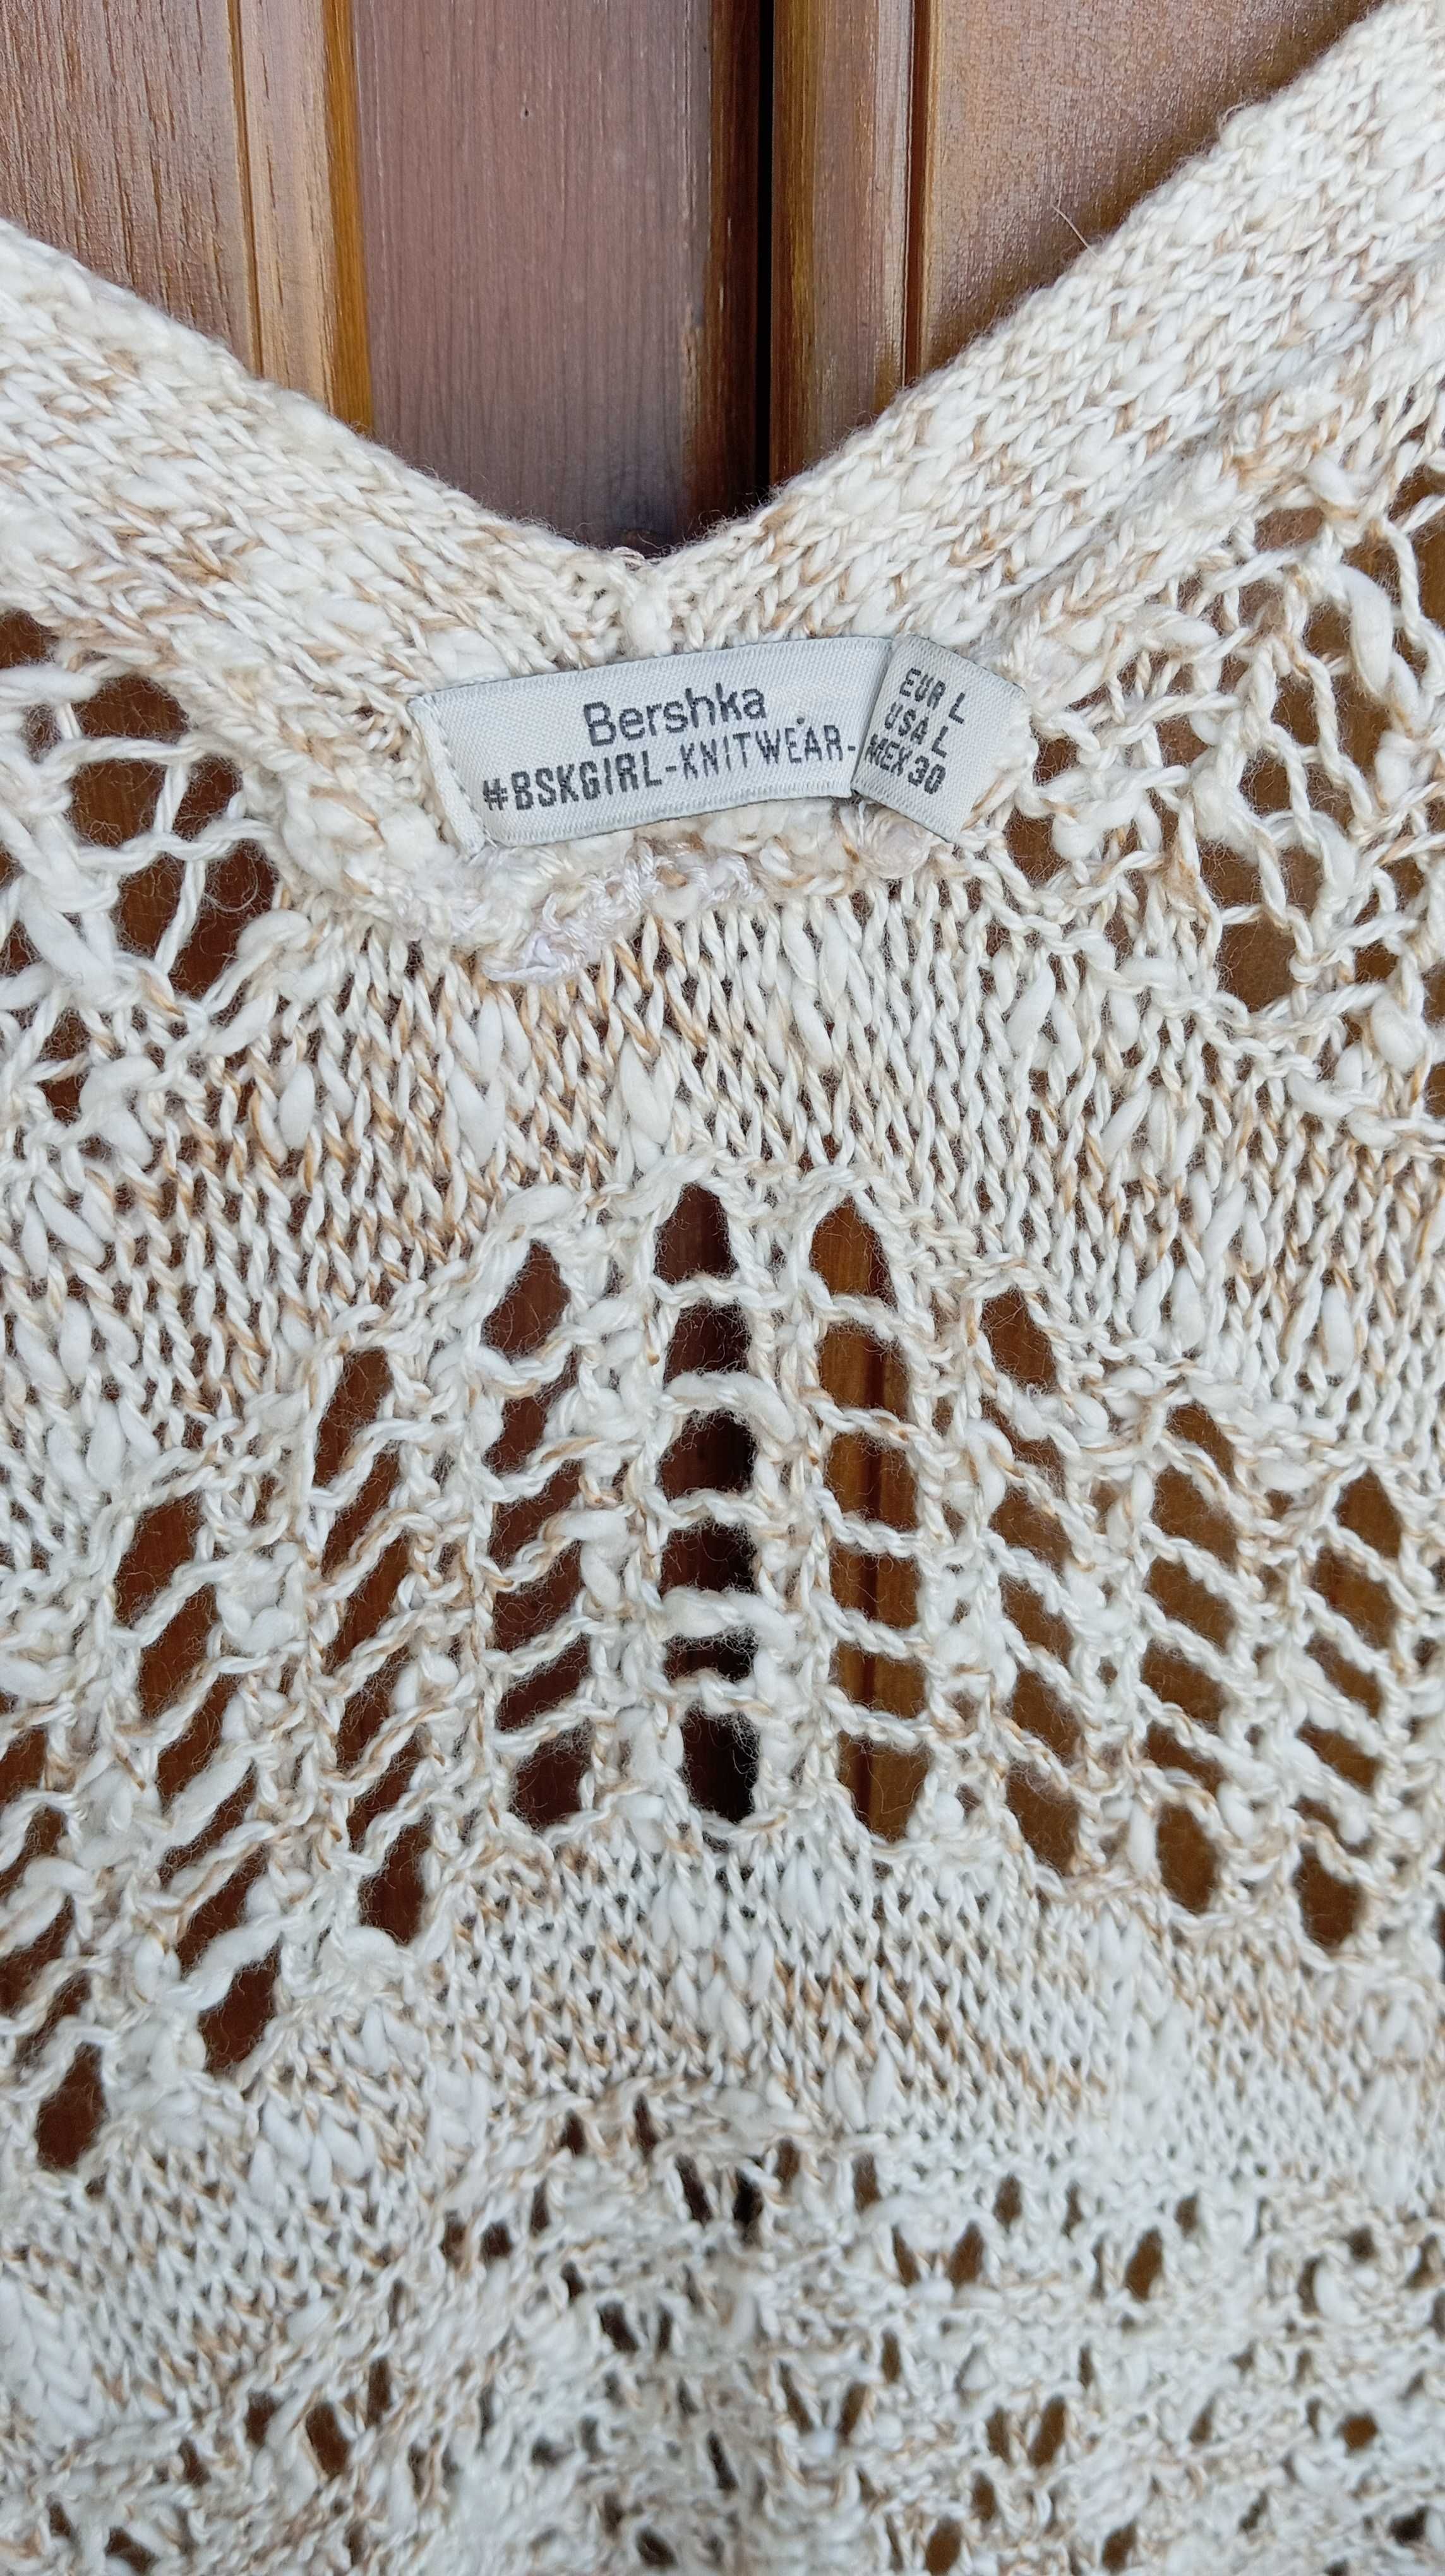 Bershka
#BSKGIRL-KNITWEAR-
EUR L
USA L
MEX 30